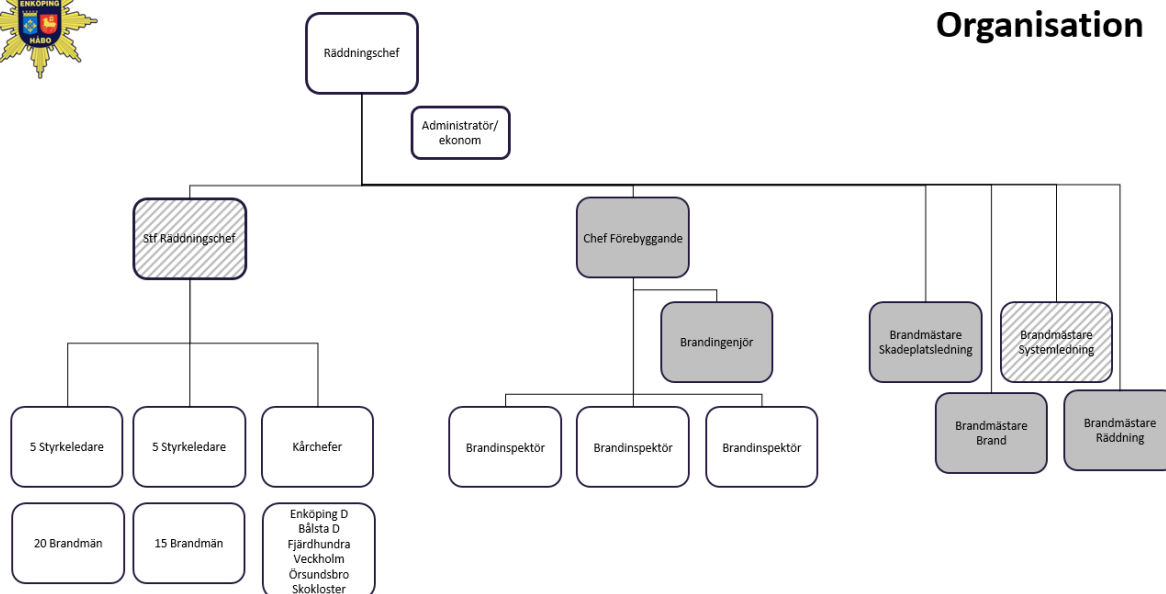 ENKÖPING
HÅBO
Organisation
Räddningschef
Administratör/
ekonom
Stf Räddningschef
Chef Förebyggande
Brandingenjör
Brandmästare
Skadeplatsledning
Brandmästare
Systemledning
Brandmästare
Brand
Brandmästare
Räddning
5 Styrkeledare
5 Styrkeledare
Kårchefer
Brandinspektör
Brandinspektör
Brandinspektör
20 Brandmän
15 Brandmän
Enköping D
Bålsta D
Fjärdhundra
Veckholm
Örsundsbro
Skokloster